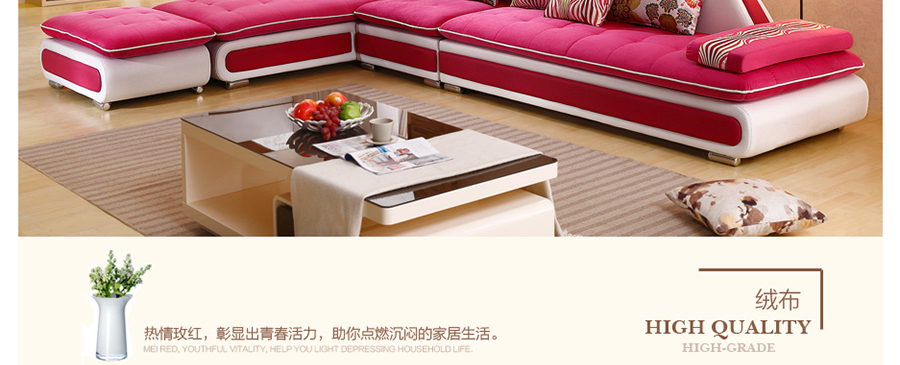 绒布
热情玫红，彰显出青春活力，助你点燃沉闷的家居生活。
HIGH QUALITY
MEI RED, YOUTHFUL VITALITY, HELP YOU LIGHT DEPRESSING HOUSEHOLD LIFE.
HIGH-GRADE